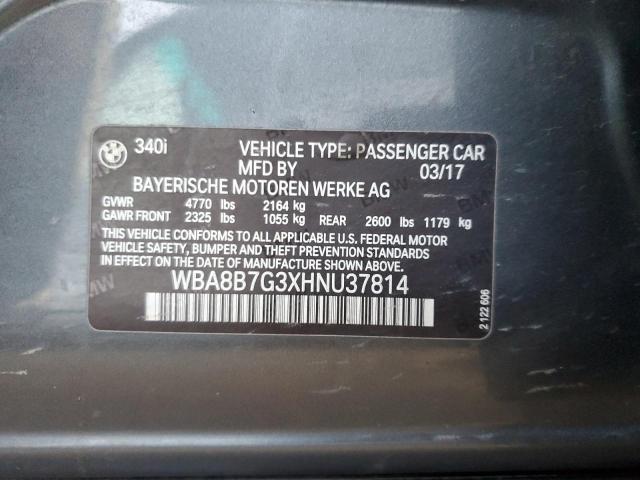 340i VEHICLE TYPE: PASSENGER CAR
MFD BY 03/17
BAYERISCHE MOTOREN WERKE AG
GVWR 4770 lbs 2164 kg
GAWR FRONT 2325 lbs 1055 kg REAR 2600 lbs 1179 kg
THIS VEHICLE CONFORMS TO ALL APPLICABLE U.S. FEDERAL MOTOR
VEHICLE SAFETY, BUMPER AND THEFT PREVENTION STANDARDS
IN EFFECT ON THE DATE OF MANUFACTURE SHOWN ABOVE.
WBA8B7G3XHNU37814
2 122 606